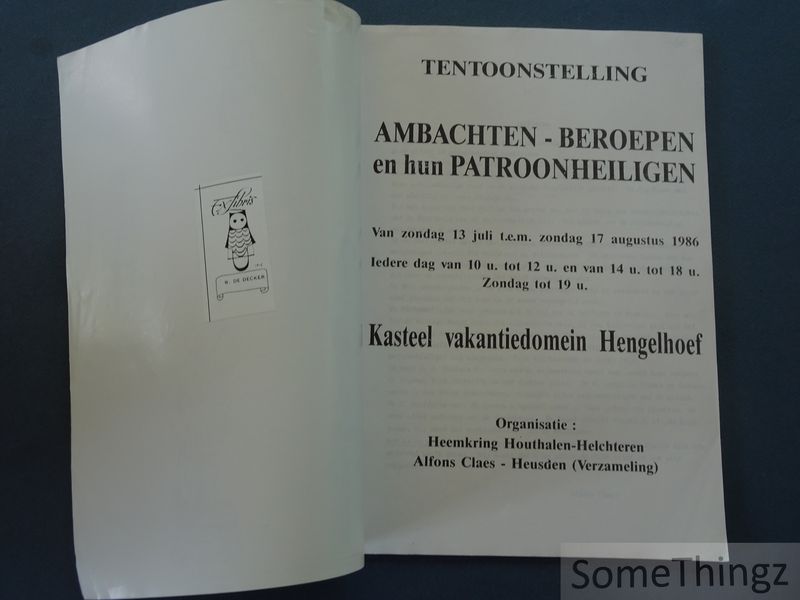 Ex Libris
R. DE DECKER
TENTOONSTELLING
AMBACHTEN - BEROEPEN
en hun PATROONHEILIGEN
Van zondag 13 juli t.e.m. zondag 17 augustus 1986
Iedere dag van 10 u. tot 12 u. en van 14 u. tot 18 u.
Zondag tot 19 u.
Kasteel vakantiedomein Hengelhoef
Organisatie :
Heemkring Houthalen-Helchteren
Alfons Claes - Heusden (Verzameling)
SomeThingz